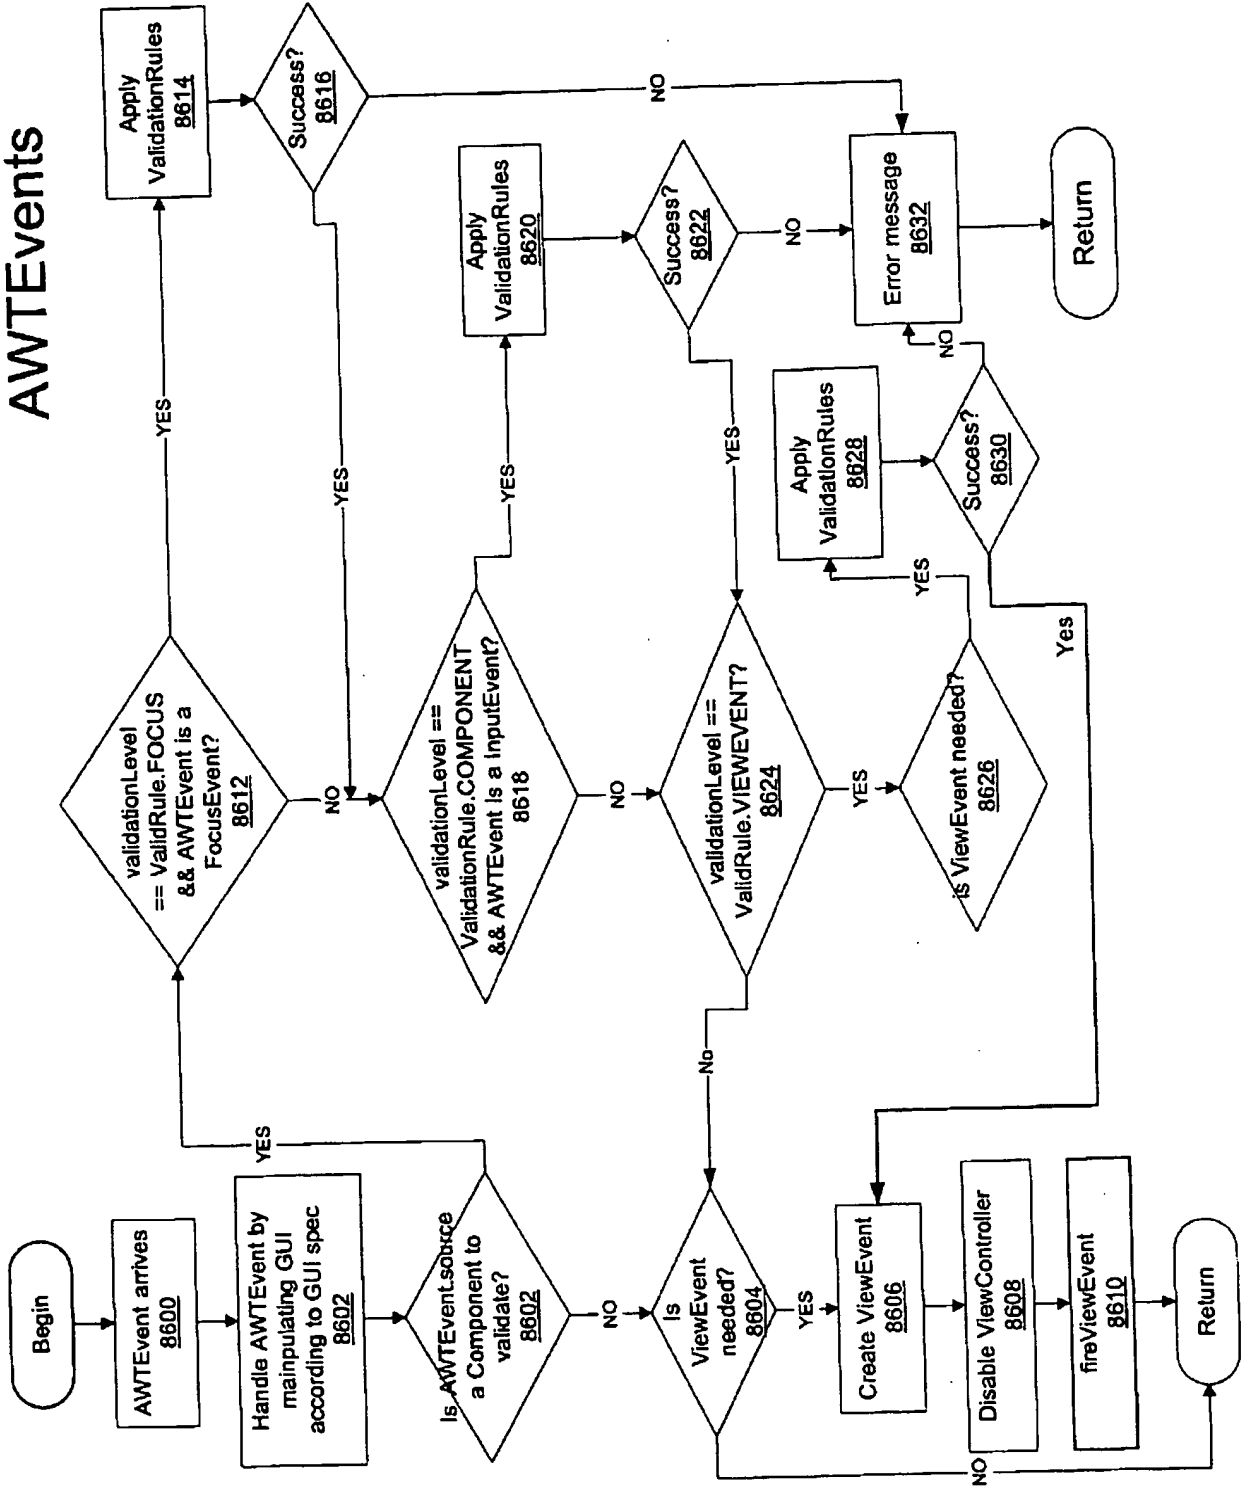 AWTEvents
Begin
AWTEvent arrives
8600
Handle AWTEvent by
mainpulating GUI
according to GUI spec
8602
Is AWTEvent.source
a Component to
validate?
8602
YES
NO
Is
ViewEvent
needed?
8604
YES
NO
Create ViewEvent
8606
Disable ViewController
8608
fireViewEvent
8610
Return
validationLevel
== ValidRule.FOCUS
&& AWTEvent is a
FocusEvent?
8612
YES
NO
validationLevel ==
ValidationRule.COMPONENT
&& AWTEvent is a InputEvent?
8618
YES
NO
validationLevel ==
ValidRule.VIEWEVENT?
8624
No
YES
is ViewEvent needed?
8626
YES
Apply
ValidationRules
8614
Success?
8616
YES
NO
Apply
ValidationRules
8620
Success?
8622
YES
NO
Apply
ValidationRules
8628
Success?
8630
Yes
NO
Error message
8632
Return